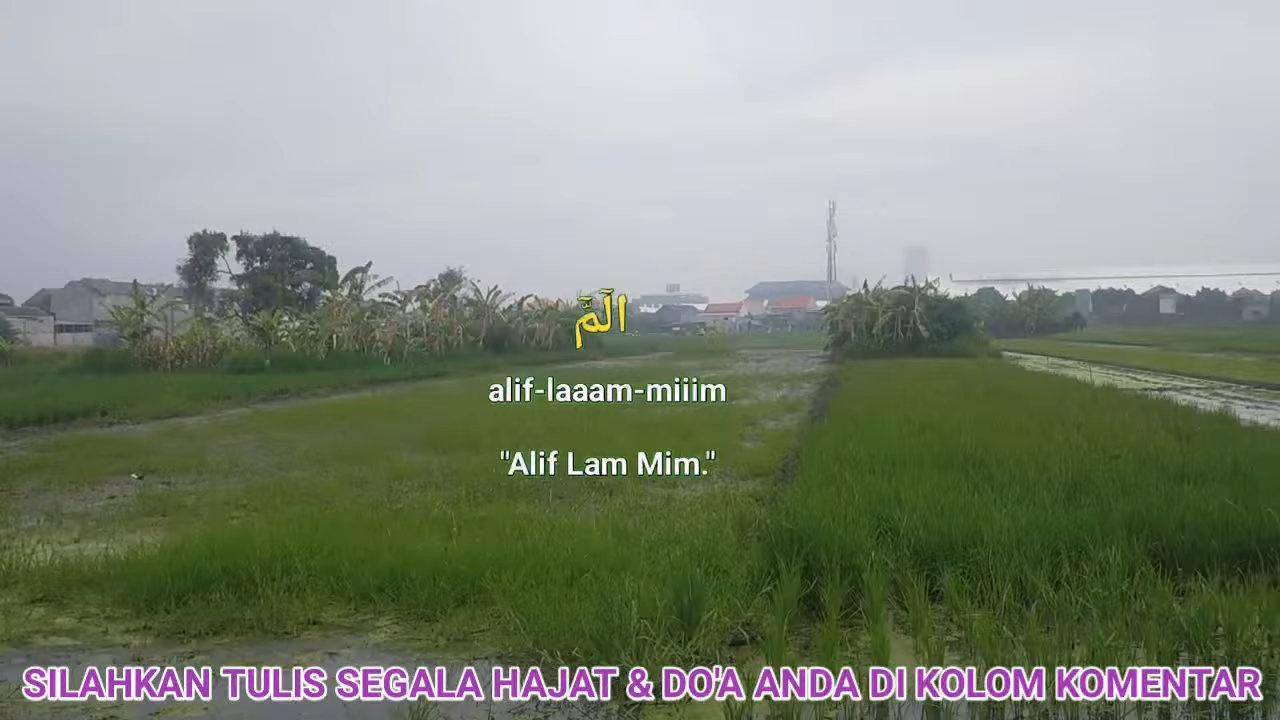 الٓمّٓ
alif-laaam-miiim
"Alif Lam Mim."
SILAHKAN TULIS SEGALA HAJAT & DO'A ANDA DI KOLOM KOMENTAR